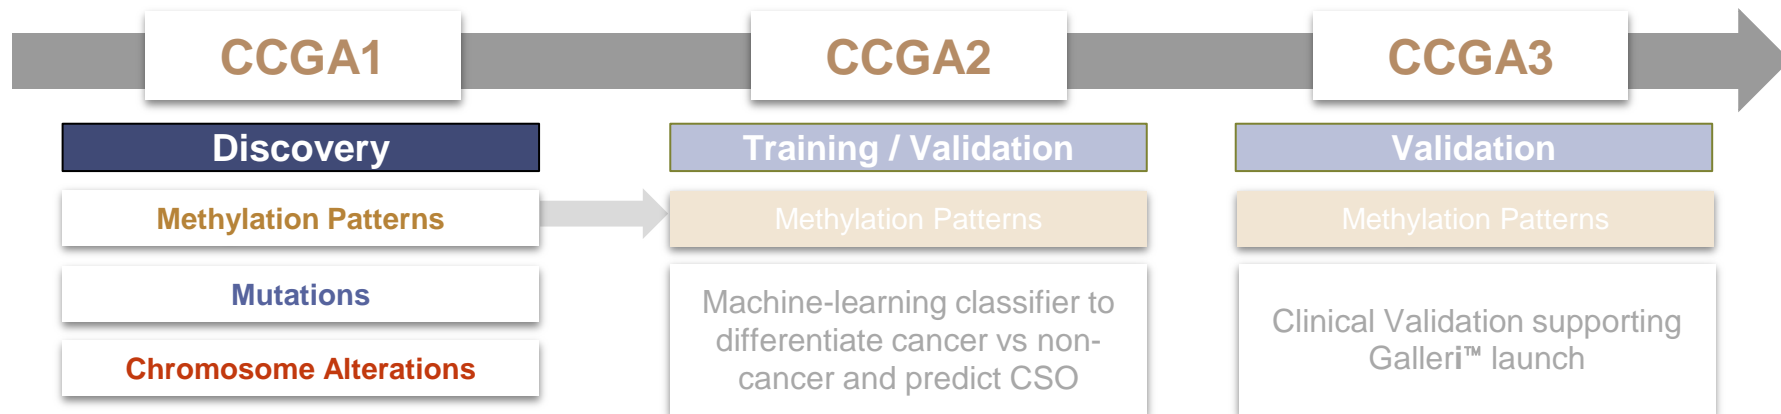 CCGA1
CCGA2
CCGA3
Discovery
Training / Validation
Validation
Methylation Patterns
Methylation Patterns
Methylation Patterns
Mutations
Chromosome Alterations
Machine-learning classifier to
differentiate cancer vs non-
cancer and predict CSO
Clinical Validation supporting
Galleri™ launch